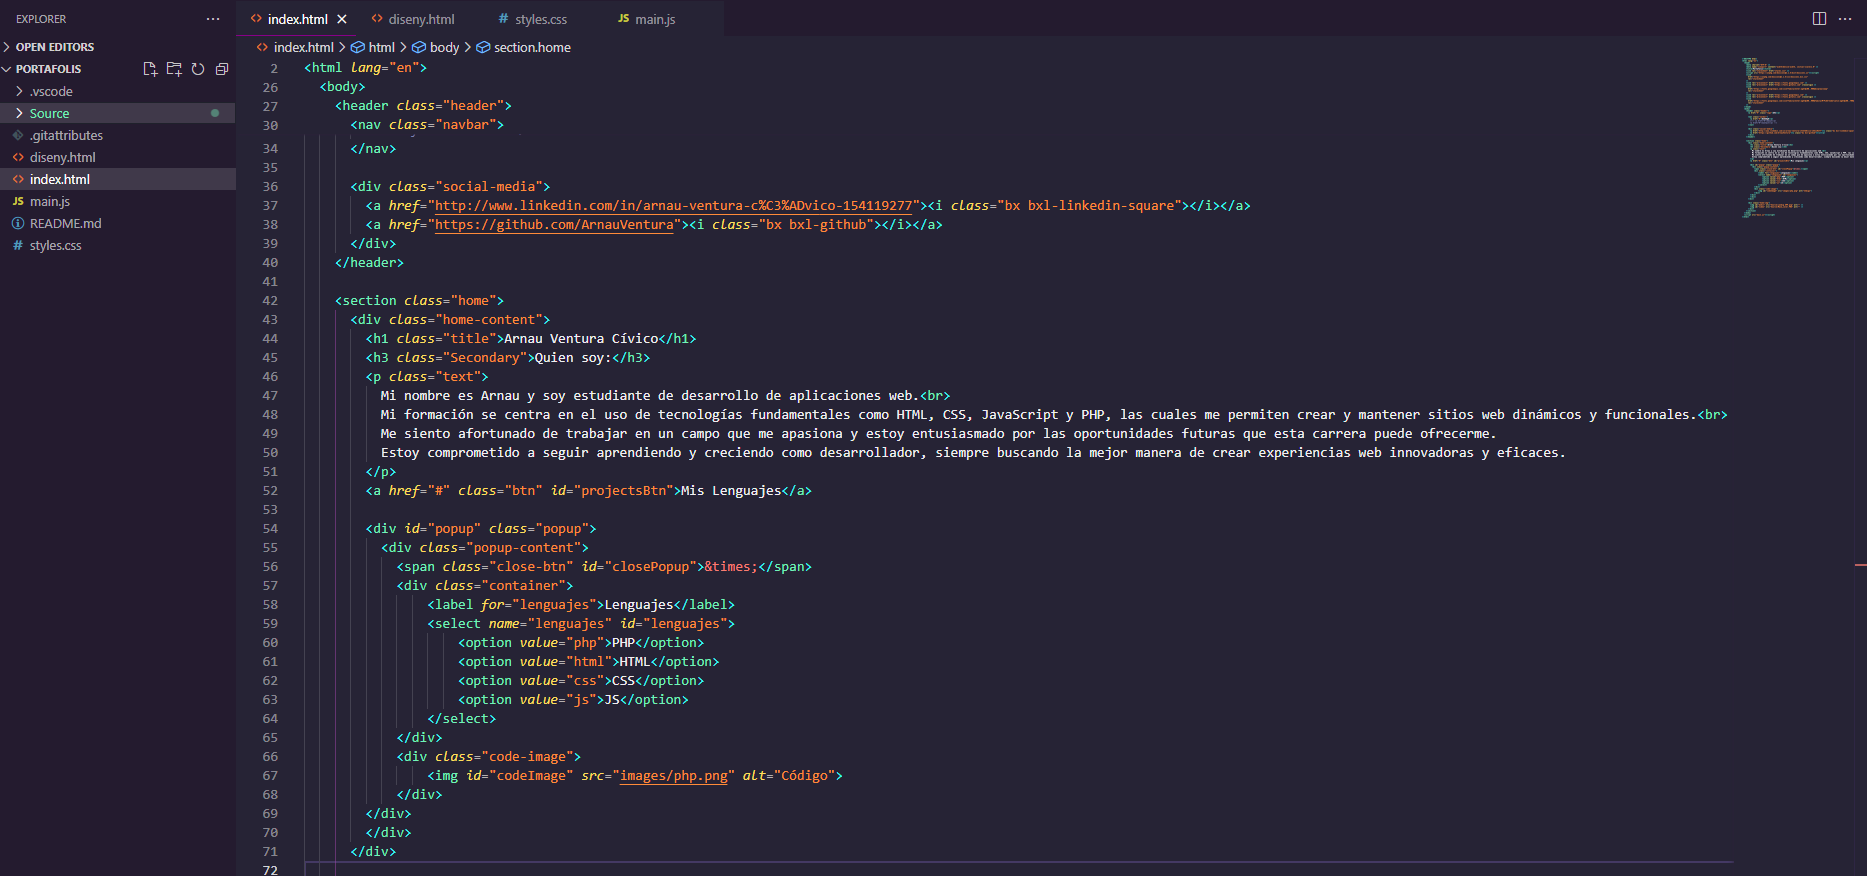 EXPLORER
OPEN EDITORS
PORTAFOLIS
.vscode
Source
.gitattributes
diseny.html
index.html
main.js
README.md
styles.css
index.html diseny.html styles.css main.js
index.html > html > body > section.home
2 <html lang="en">
26 <body>
27 <header class="header">
30 <nav class="navbar">
34 </nav>
35
36 <div class="social-media">
37 <a href="http://www.linkedin.com/in/arnau-ventura-c%C3%ADvico-154119277"><i class="bx bxl-linkedin-square"></i></a>
38 <a href="https://github.com/ArnauVentura"><i class="bx bxl-github"></i></a>
39 </div>
40 </header>
41
42 <section class="home">
43 <div class="home-content">
44 <h1 class="title">Arnau Ventura Cívico</h1>
45 <h3 class="Secondary">Quien soy:</h3>
46 <p class="text">
47 Mi nombre es Arnau y soy estudiante de desarrollo de aplicaciones web.<br>
48 Mi formación se centra en el uso de tecnologías fundamentales como HTML, CSS, JavaScript y PHP, las cuales me permiten crear y mantener sitios web dinámicos y funcionales.<br>
49 Me siento afortunado de trabajar en un campo que me apasiona y estoy entusiasmado por las oportunidades futuras que esta carrera puede ofrecerme.
50 Estoy comprometido a seguir aprendiendo y creciendo como desarrollador, siempre buscando la mejor manera de crear experiencias web innovadoras y eficaces.
51 </p>
52 <a href="#" class="btn" id="projectsBtn">Mis Lenguajes</a>
53
54 <div id="popup" class="popup">
55 <div class="popup-content">
56 <span class="close-btn" id="closePopup">&times;</span>
57 <div class="container">
58 <label for="lenguajes">Lenguajes</label>
59 <select name="lenguajes" id="lenguajes">
60 <option value="php">PHP</option>
61 <option value="html">HTML</option>
62 <option value="css">CSS</option>
63 <option value="js">JS</option>
64 </select>
65 </div>
66 <div class="code-image">
67 <img id="codeImage" src="images/php.png" alt="Código">
68 </div>
69 </div>
70 </div>
71 </div>
72